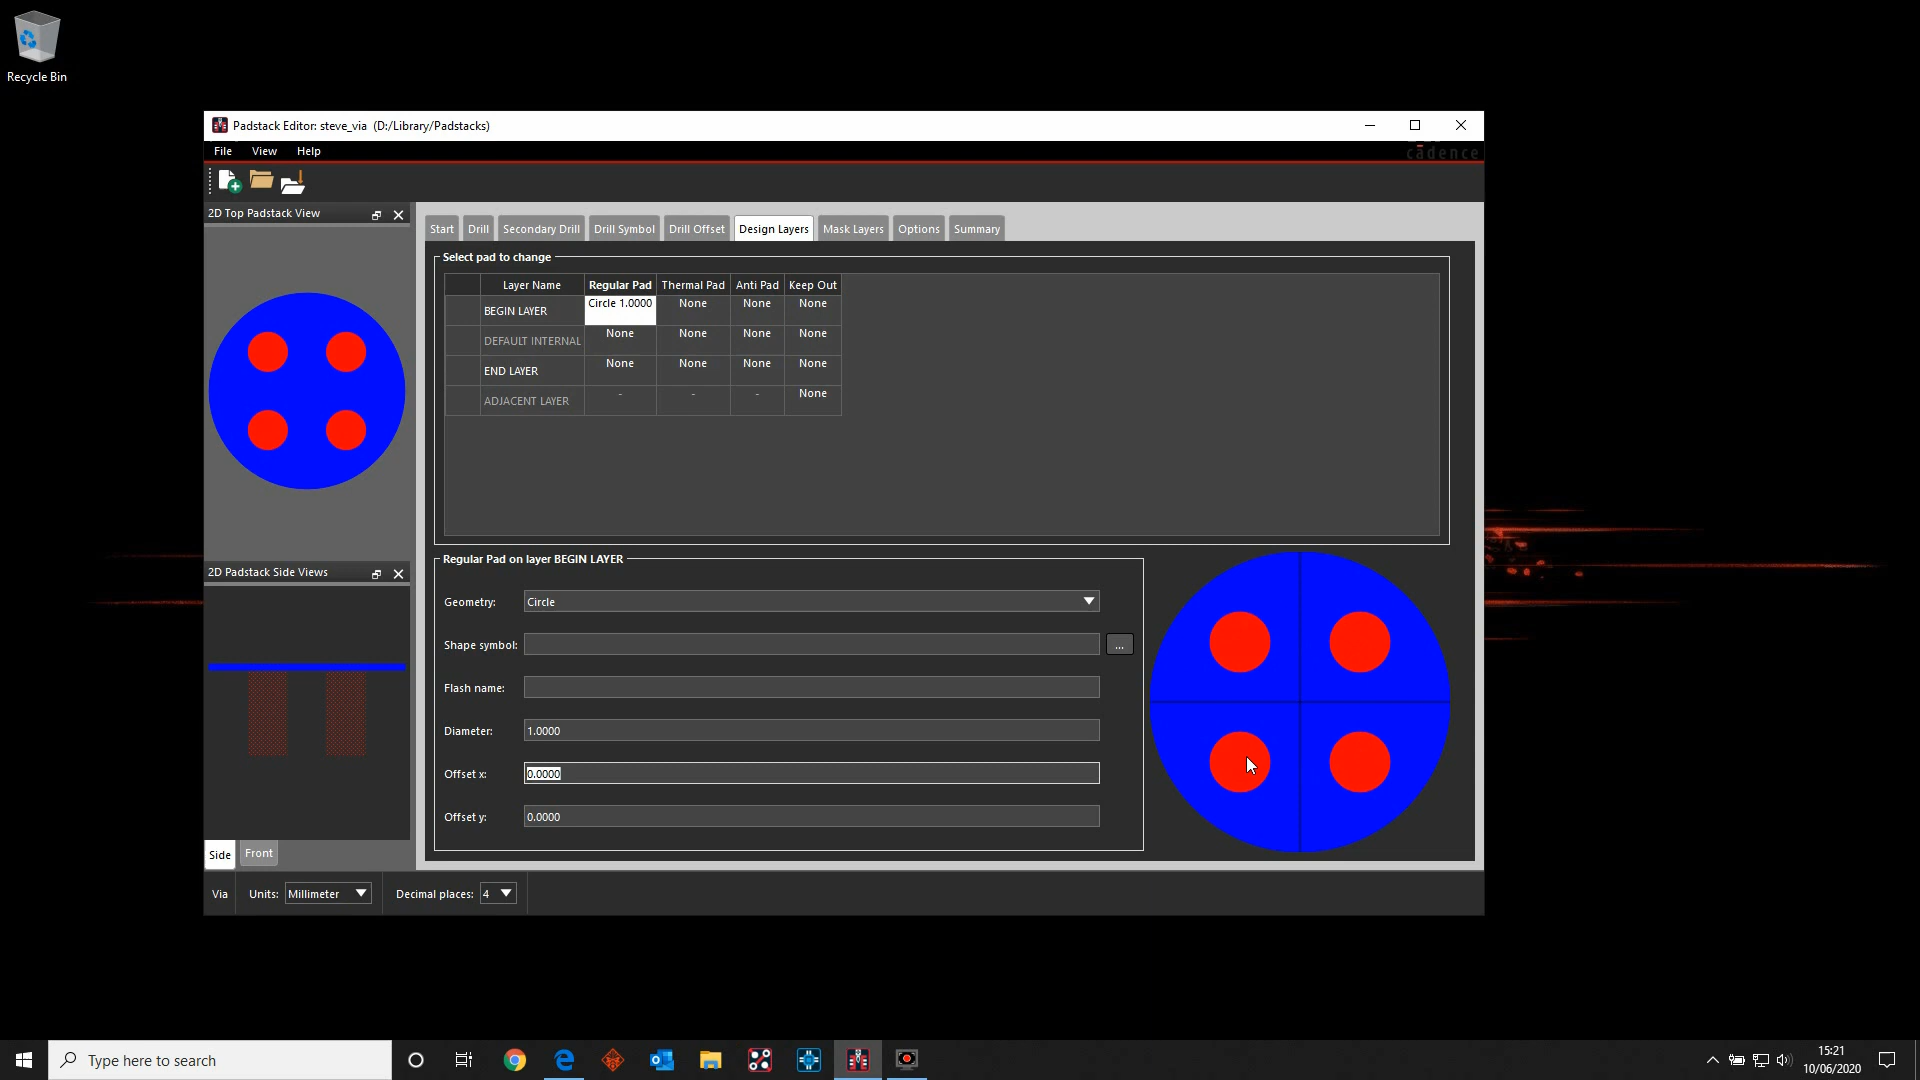 Recycle Bin
Padstack Editor: steve_via (D:/Library/Padstacks)
File View Help
cādence
2D Top Padstack View
Start Drill Secondary Drill Drill Symbol Drill Offset Design Layers Mask Layers Options Summary
Select pad to change
Layer Name Regular Pad Thermal Pad Anti Pad Keep Out
BEGIN LAYER Circle 1.0000 None None None
DEFAULT INTERNAL None None None None
END LAYER None None None None
ADJACENT LAYER - - - None
2D Padstack Side Views
Regular Pad on layer BEGIN LAYER
Geometry: Circle
Shape symbol: ...
Flash name:
Diameter: 1.0000
Offset x: 0.0000
Offset y: 0.0000
Side Front
Via Units: Millimeter Decimal places: 4
Type here to search
15:21
10/06/2020